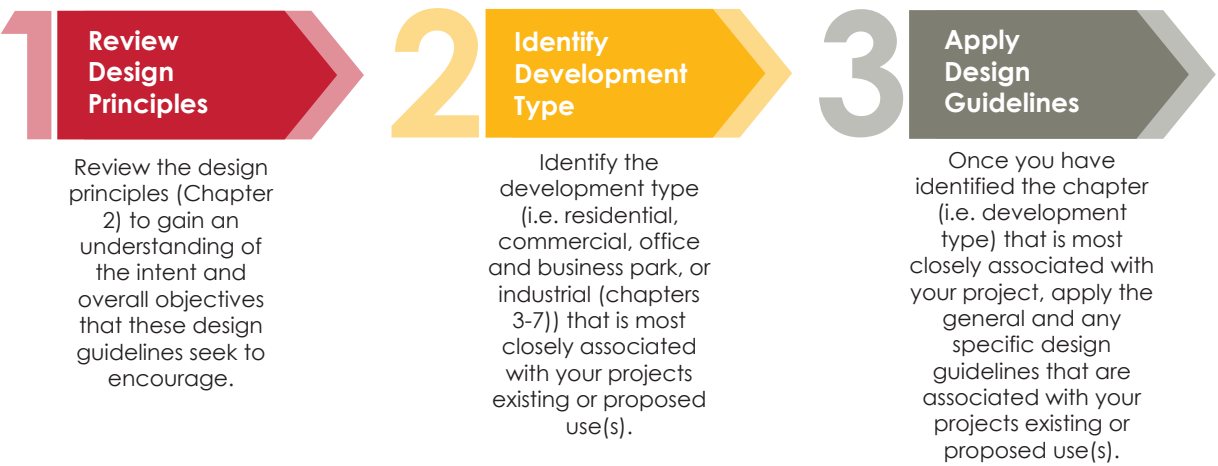 1
Review
Design
Principles
Review the design
principles (Chapter
2) to gain an
understanding of
the intent and
overall objectives
that these design
guidelines seek to
encourage.
2
Identify
Development
Type
Identify the
development type
(i.e. residential,
commercial, office
and business park, or
industrial (chapters
3-7)) that is most
closely associated
with your projects
existing or proposed
use(s).
3
Apply
Design
Guidelines
Once you have
identified the chapter
(i.e. development
type) that is most
closely associated with
your project, apply the
general and any
specific design
guidelines that are
associated with your
projects existing or
proposed use(s).